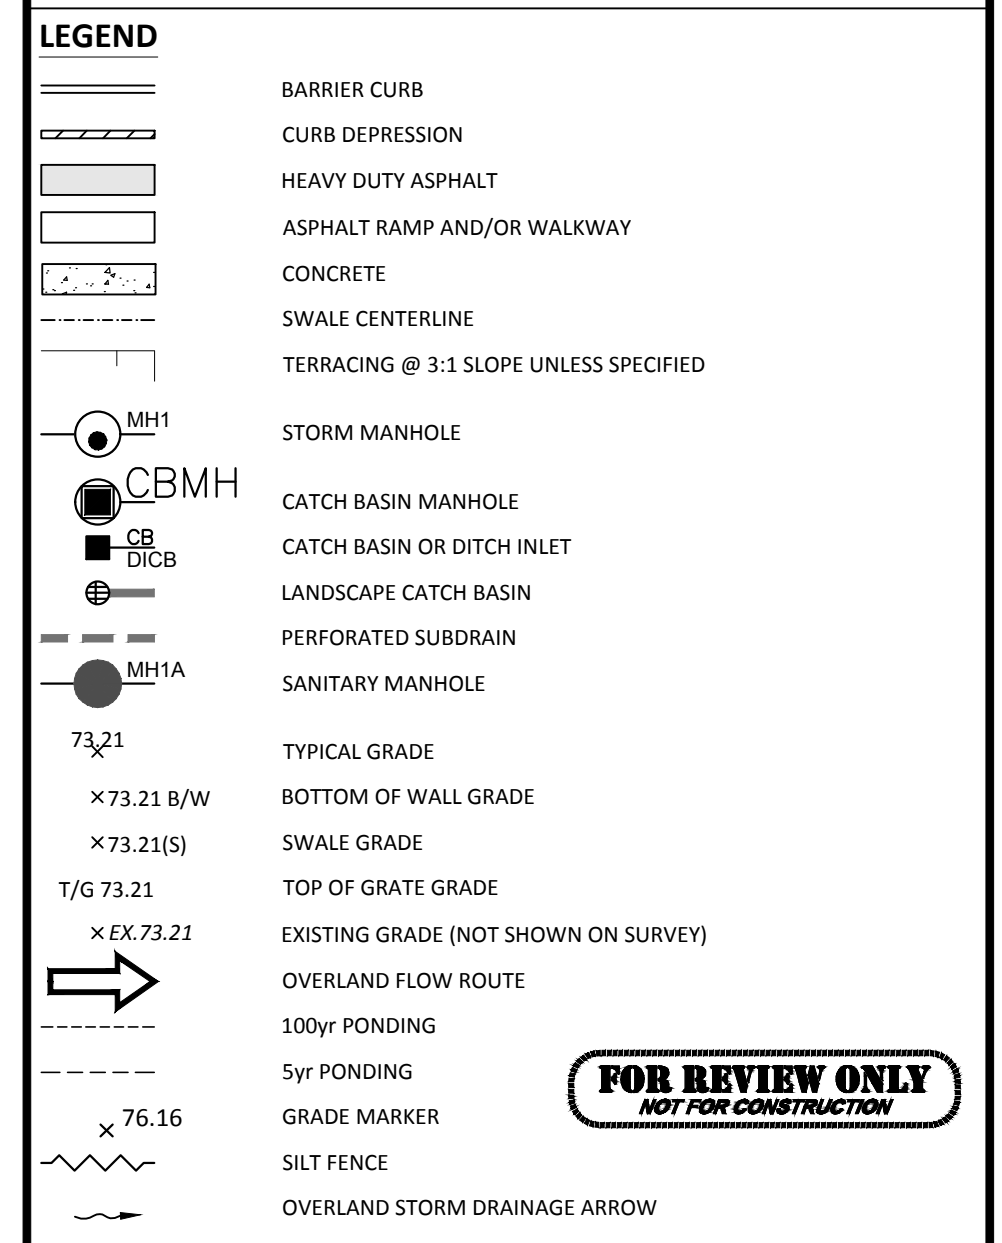 LEGEND
BARRIER CURB
CURB DEPRESSION
HEAVY DUTY ASPHALT
ASPHALT RAMP AND/OR WALKWAY
CONCRETE
SWALE CENTERLINE
TERRACING @ 3:1 SLOPE UNLESS SPECIFIED
MH1 STORM MANHOLE
CBMH CATCH BASIN MANHOLE
CB
DICB
CATCH BASIN OR DITCH INLET
LANDSCAPE CATCH BASIN
PERFORATED SUBDRAIN
MH1A SANITARY MANHOLE
73.21 TYPICAL GRADE
73.21 B/W BOTTOM OF WALL GRADE
73.21(S) SWALE GRADE
T/G 73.21 TOP OF GRATE GRADE
EX.73.21 EXISTING GRADE (NOT SHOWN ON SURVEY)
OVERLAND FLOW ROUTE
100yr PONDING
5yr PONDING
FOR REVIEW ONLY
NOT FOR CONSTRUCTION
76.16 GRADE MARKER
SILT FENCE
OVERLAND STORM DRAINAGE ARROW